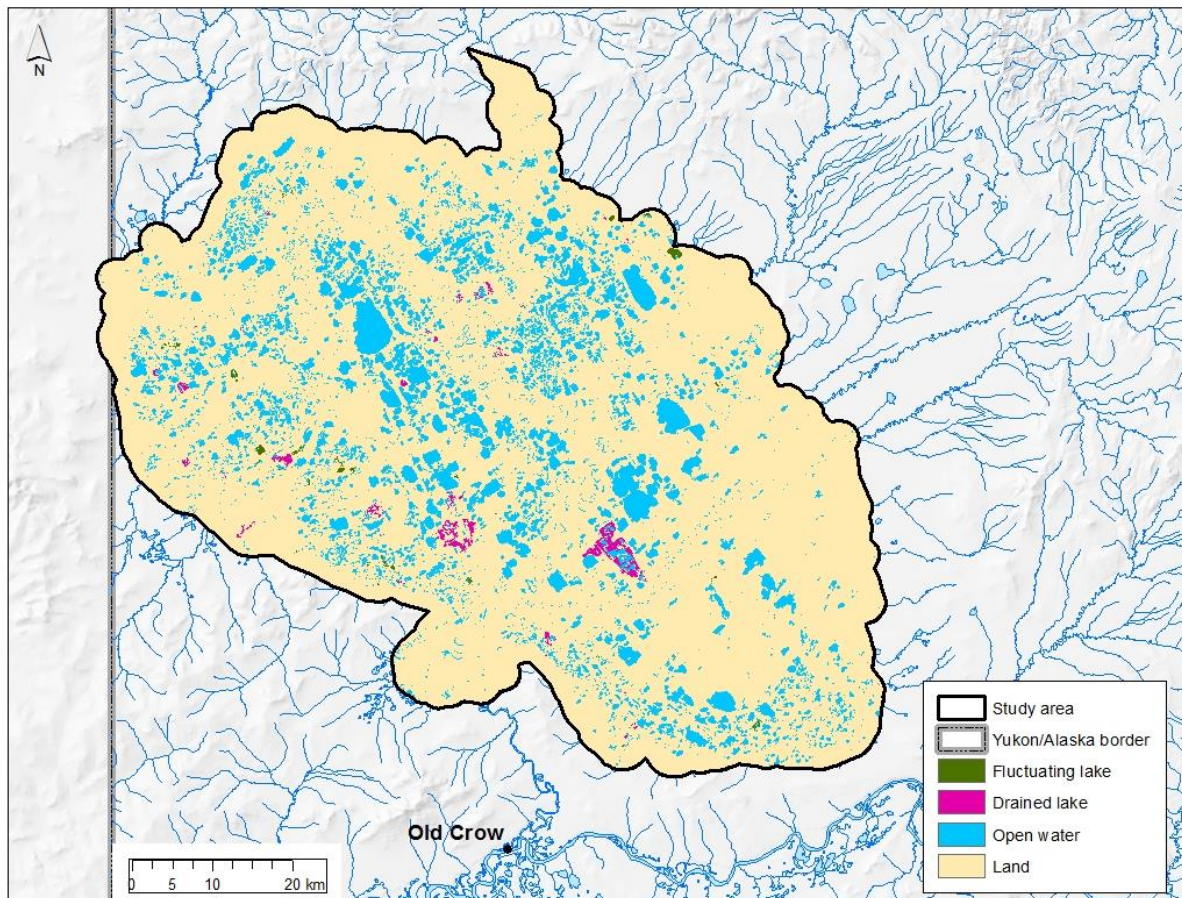 N
Study area
Yukon/Alaska border
Fluctuating lake
Drained lake
Open water
Land
Old Crow
0 5 10 20 km